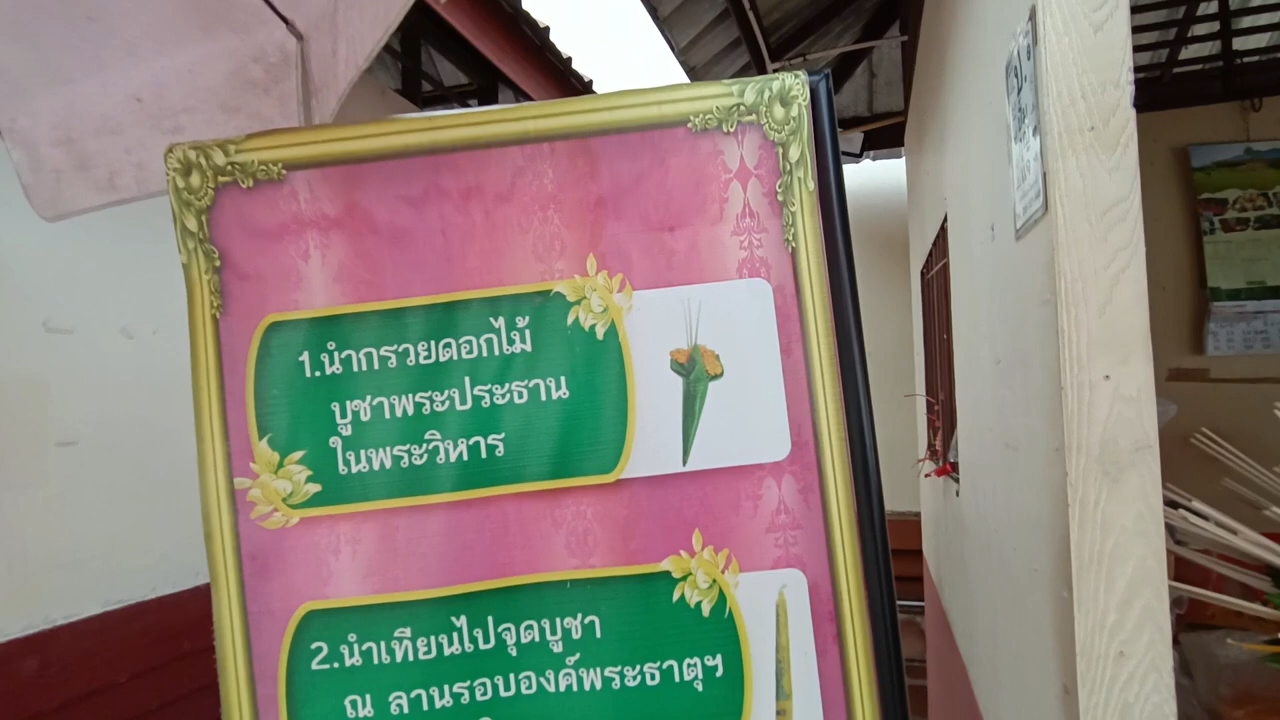 1.นำกรวยดอกไม้
บูชาพระประธาน
ในพระวิหาร
2.นำเทียนไปจุดบูชา
ณ ลานรอบองค์พระธาตุฯ